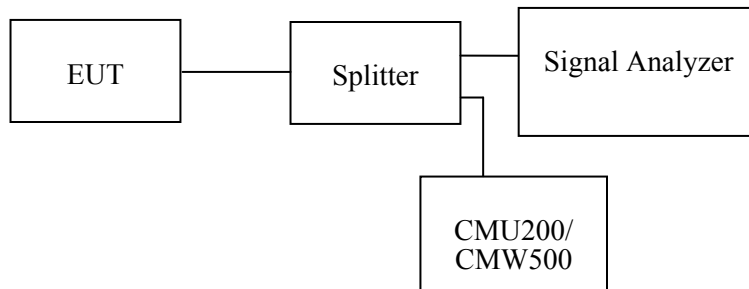 EUT
Splitter
Signal Analyzer
CMU200/
CMW500